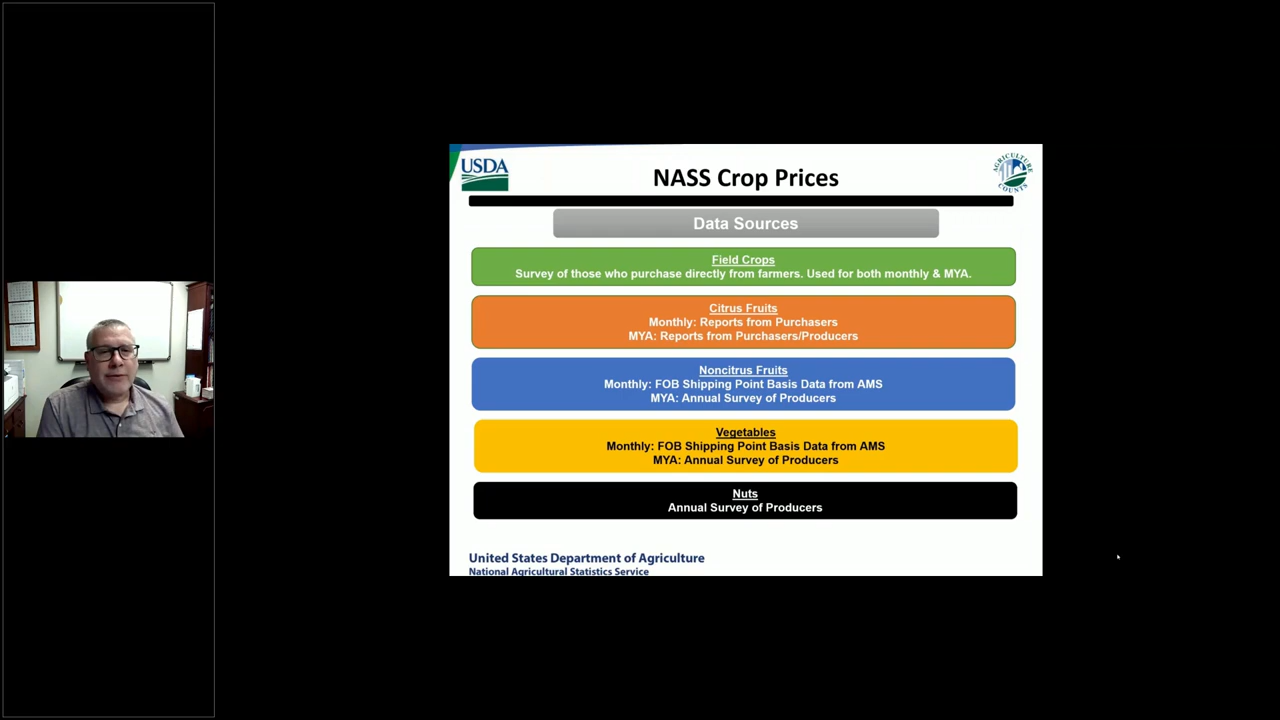 USDA
AGRICULTURE COUNTS
NASS Crop Prices
Data Sources
Field Crops
Survey of those who purchase directly from farmers. Used for both monthly & MYA.
Citrus Fruits
Monthly: Reports from Purchasers
MYA: Reports from Purchasers/Producers
Noncitrus Fruits
Monthly: FOB Shipping Point Basis Data from AMS
MYA: Annual Survey of Producers
Vegetables
Monthly: FOB Shipping Point Basis Data from AMS
MYA: Annual Survey of Producers
Nuts
Annual Survey of Producers
United States Department of Agriculture
National Agricultural Statistics Service